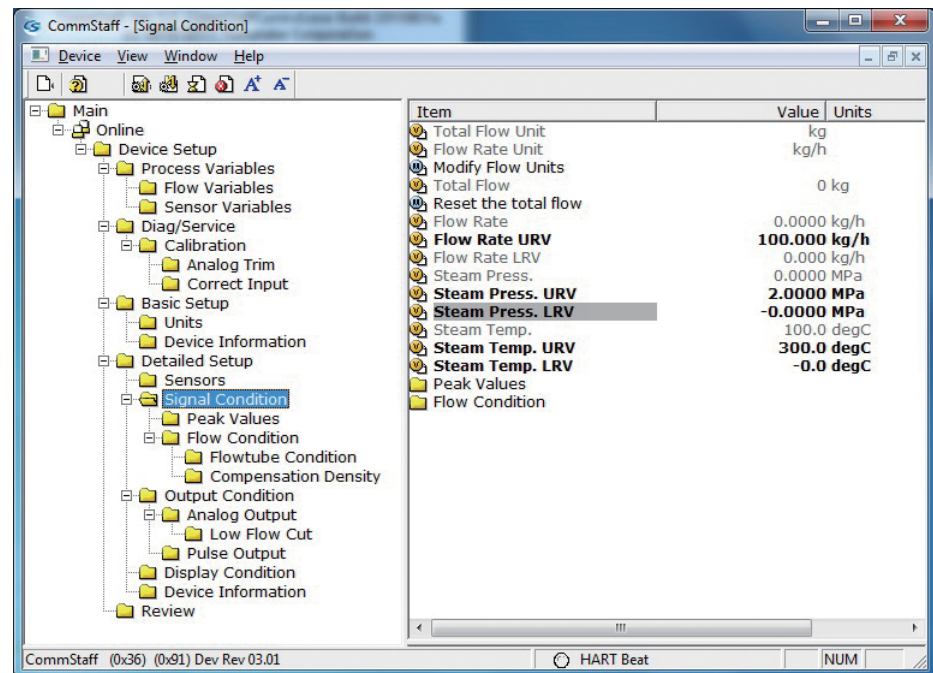 CommStaff - [Signal Condition]
Device View Window Help
Main
Online
Device Setup
Process Variables
Flow Variables
Sensor Variables
Diag/Service
Calibration
Analog Trim
Correct Input
Basic Setup
Units
Device Information
Detailed Setup
Sensors
Signal Condition
Peak Values
Flow Condition
Flowtube Condition
Compensation Density
Output Condition
Analog Output
Low Flow Cut
Pulse Output
Display Condition
Device Information
Review
Item Value Units
Total Flow Unit kg
Flow Rate Unit kg/h
Modify Flow Units
Total Flow 0 kg
Reset the total flow
Flow Rate 0.0000 kg/h
Flow Rate URV 100.000 kg/h
Flow Rate LRV 0.000 kg/h
Steam Press. 0.0000 MPa
Steam Press. URV 2.0000 MPa
Steam Press. LRV -0.0000 MPa
Steam Temp. 100.0 degC
Steam Temp. URV 300.0 degC
Steam Temp. LRV -0.0 degC
Peak Values
Flow Condition
CommStaff (0x36) (0x91) Dev Rev 03.01 HART Beat NUM